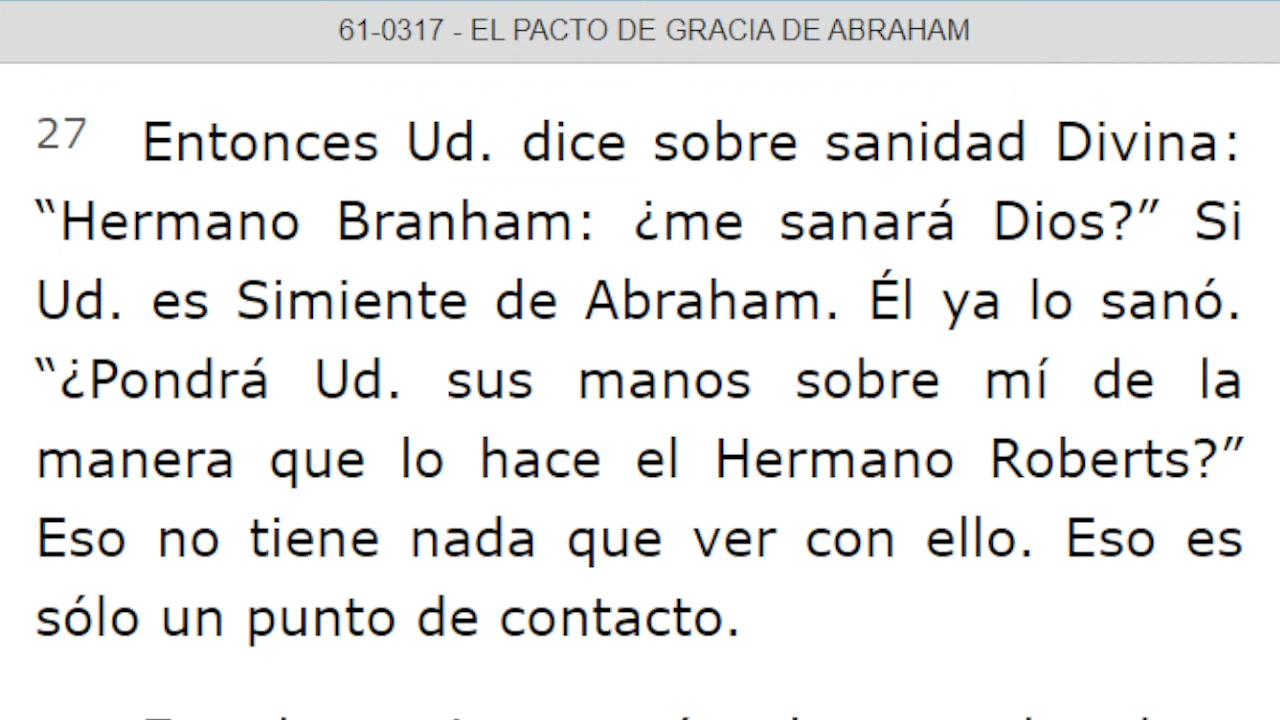 61-0317 - EL PACTO DE GRACIA DE ABRAHAM
27 Entonces Ud. dice sobre sanidad Divina:
“Hermano Branham: ¿me sanará Dios?” Si
Ud. es Simiente de Abraham. Él ya lo sanó.
“¿Pondrá Ud. sus manos sobre mí de la
manera que lo hace el Hermano Roberts?”
Eso no tiene nada que ver con ello. Eso es
sólo un punto de contacto.